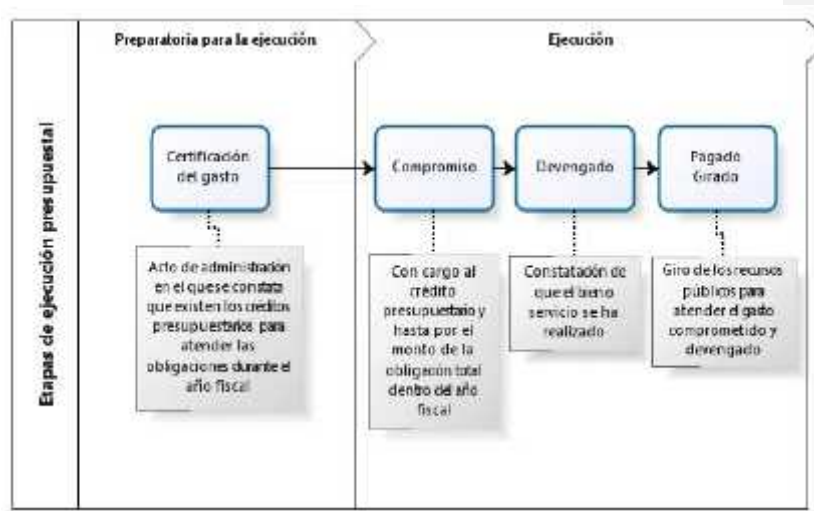 Preparatoria para la ejecución
Ejecución
Etapas de ejecución presupuestal
Certificación
del gasto
Compromiso
Devengado
Pagado
Girado
Acto de administración
en el que se constata
que existen los créditos
presupuestarios para
atender las
obligaciones durante el
año fiscal
Con cargo al
crédito
presupuestario y
hasta por el
monto de la
obligación total
dentro del año
fiscal
Constatación de
que el bien o
servicio se ha
realizado
Giro de los recursos
públicos para
atender el gasto
comprometido y
devengado